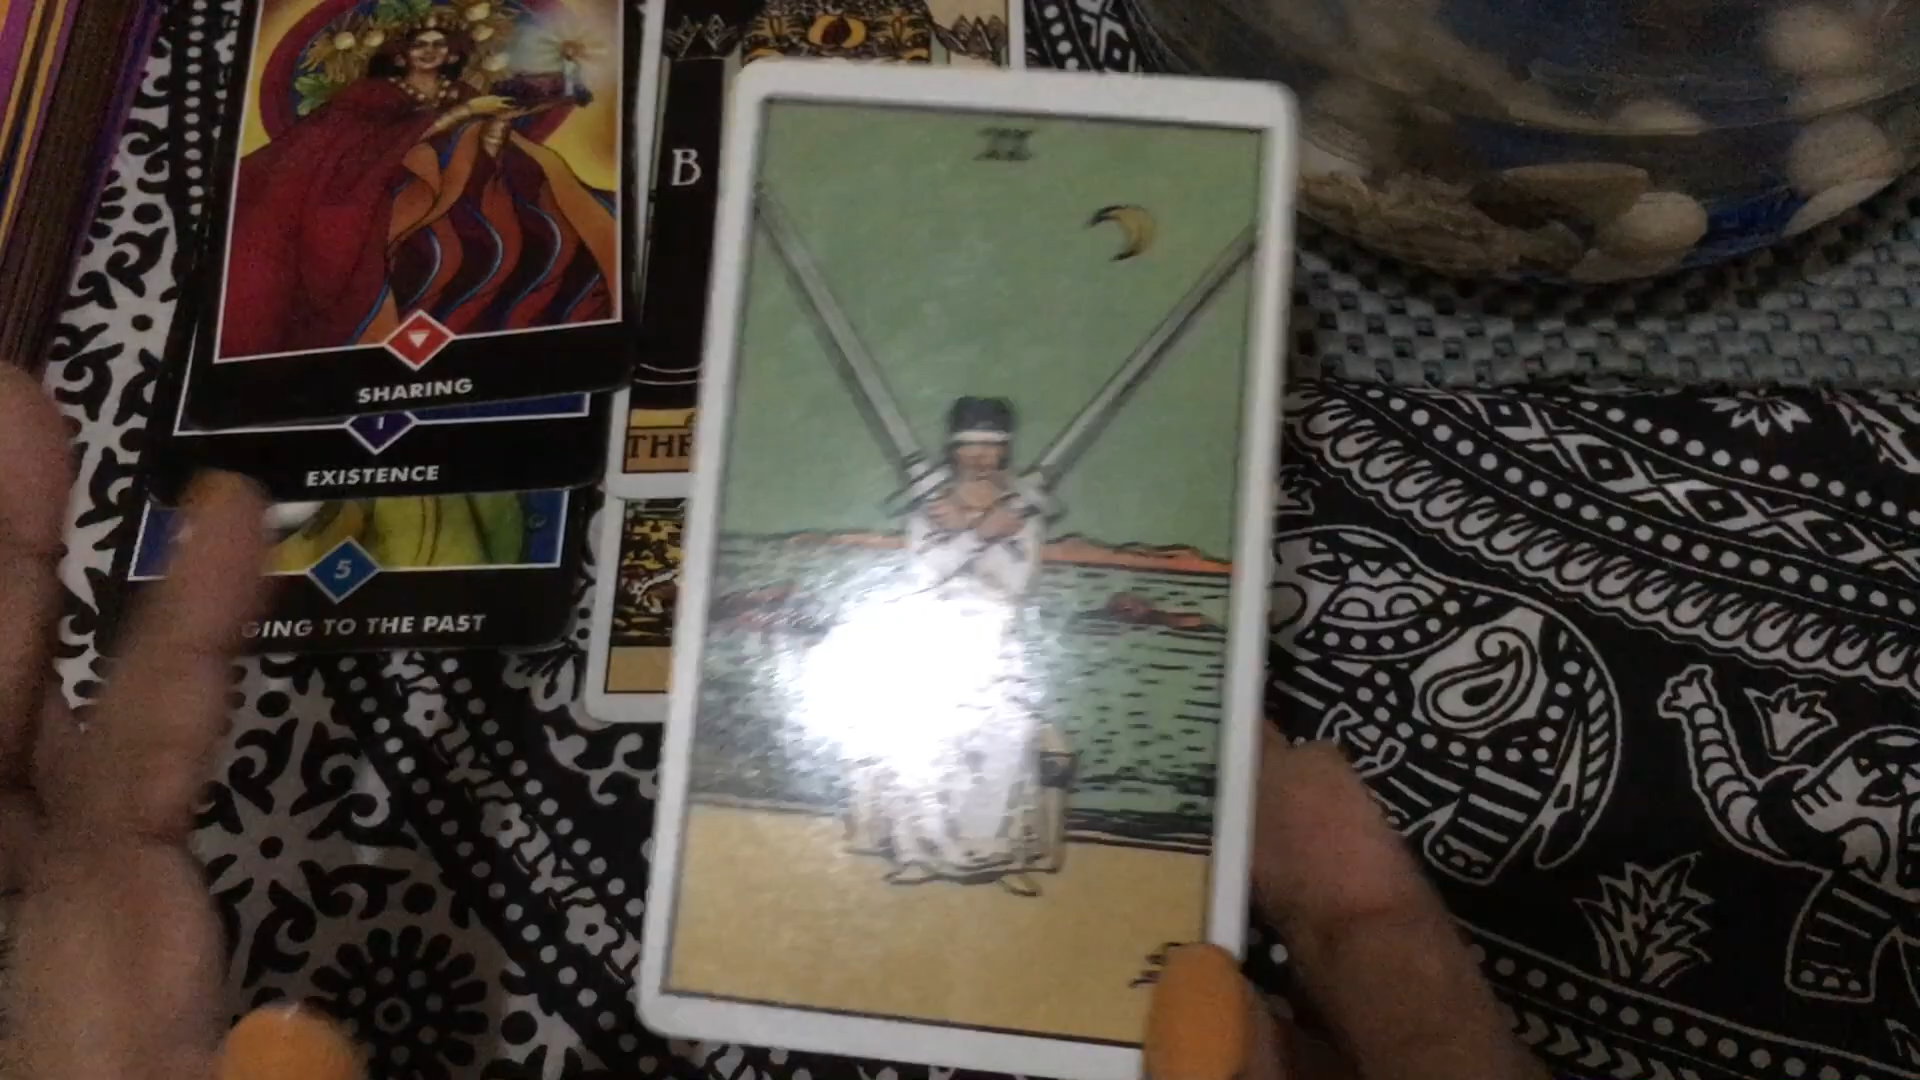 II
B
SHARING
THE
I
EXISTENCE
5
GING TO THE PAST